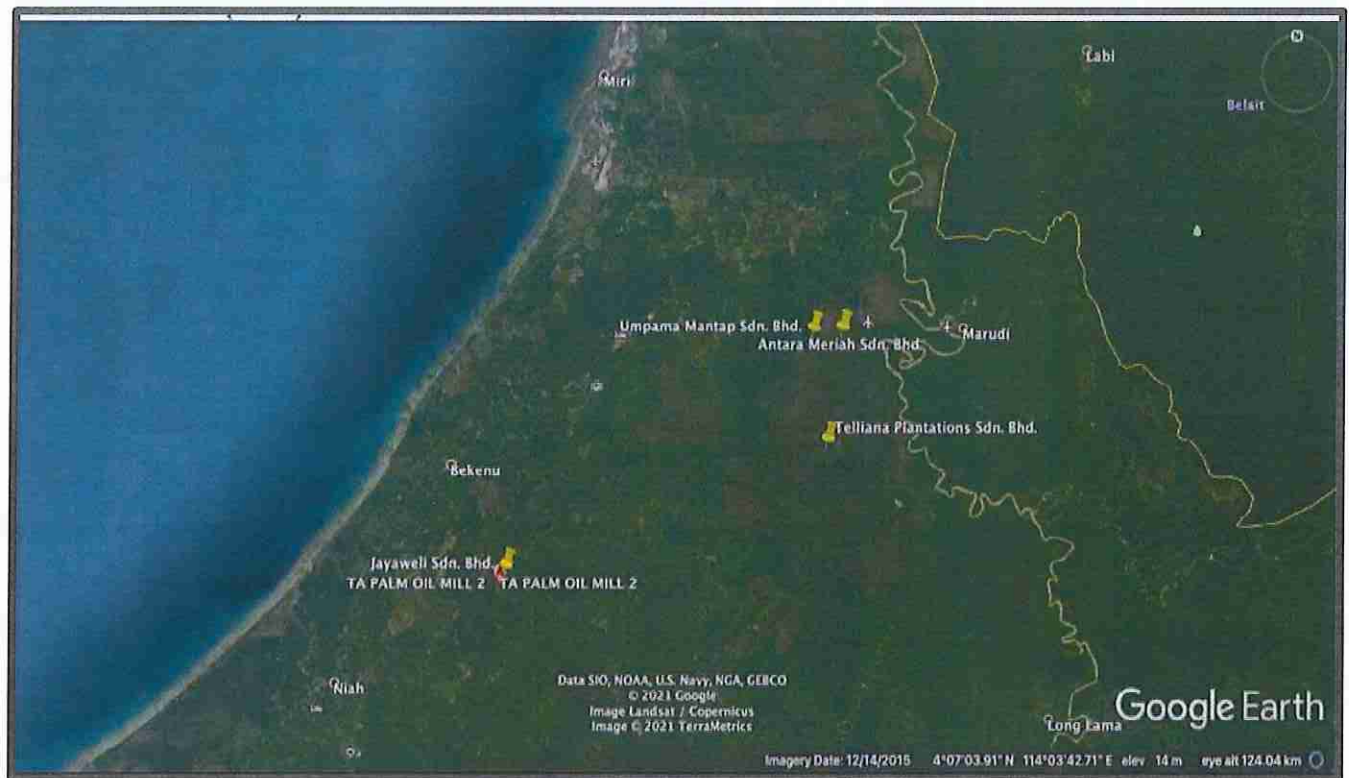 N
Miri
Labi
Belait
Umpama Mantap Sdn. Bhd.
Marudi
Antara Meriah Sdn. Bhd.
Telliana Plantations Sdn. Bhd.
Bekenu
Jayawell Sdn. Bhd.
TA PALM OIL MILL 2 TA PALM OIL MILL 2
Niah
Data SIO, NOAA, U.S. Navy, NGA, GEBCO
© 2021 Google
Image Landsat / Copernicus
Image © 2021 TerraMetrics
Long Lama
Google Earth
Imagery Date: 12/14/2015 4°07'03.91" N 114°03'42.71" E elev 14 m eye alt 124.04 km